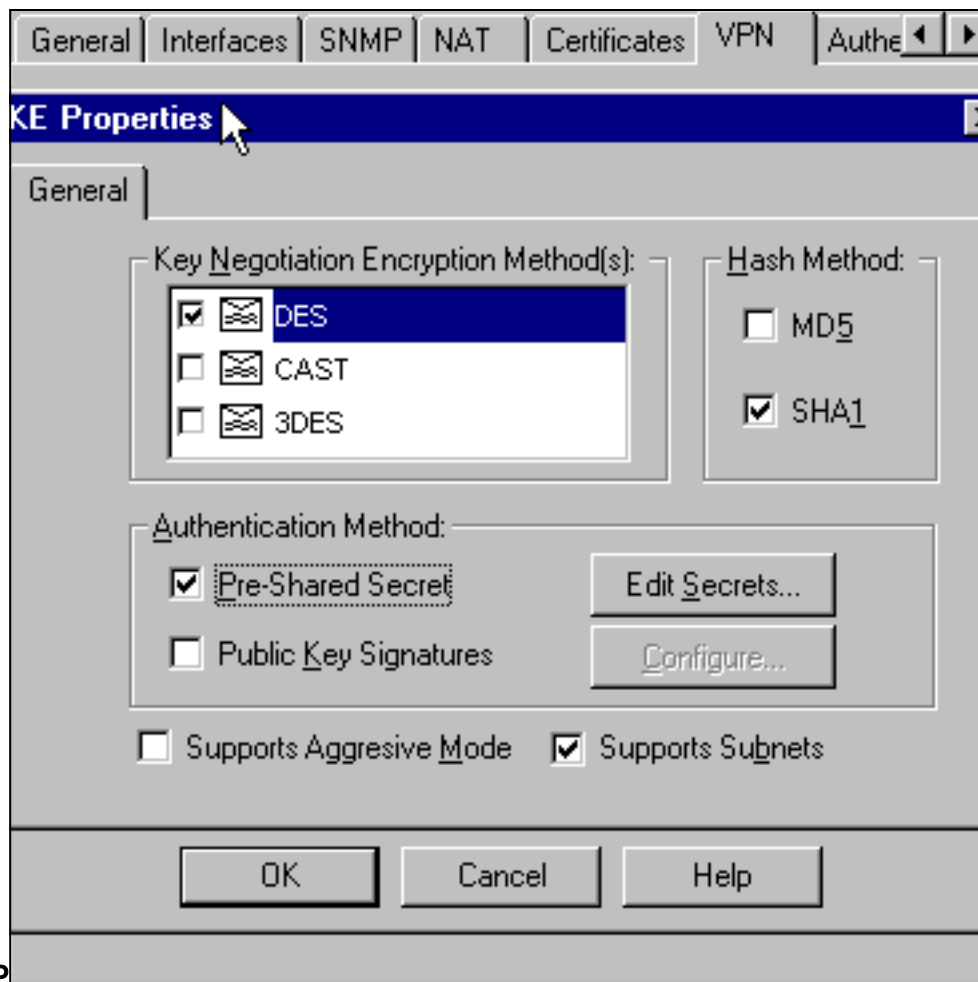 General Interfaces SNMP NAT Certificates VPN Authe
KE Properties
General
Key Negotiation Encryption Method(s):
Hash Method:
DES
MD5
CAST
SHA1
3DES
Authentication Method:
Pre-Shared Secret
Edit Secrets...
Public Key Signatures
Configure...
Supports Aggresive Mode
Supports Subnets
OK Cancel Help